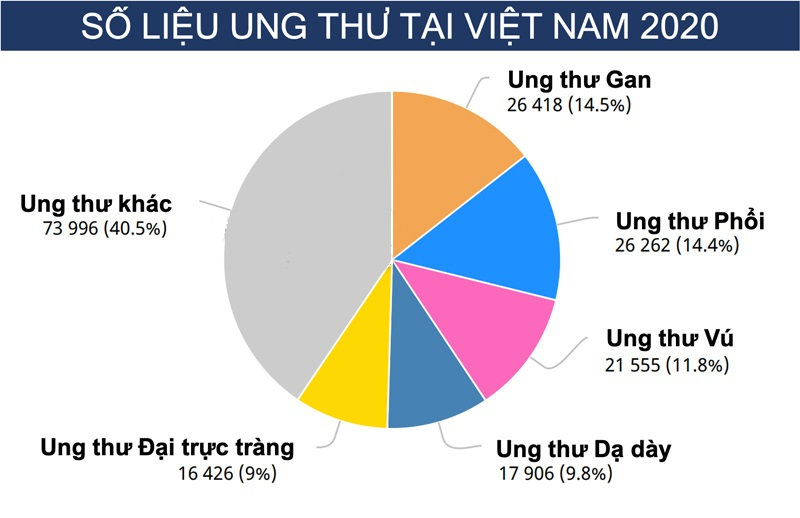 SỐ LIỆU UNG THƯ TẠI VIỆT NAM 2020
Ung thư Gan
26 418 (14.5%)
Ung thư Phổi
26 262 (14.4%)
Ung thư Vú
21 555 (11.8%)
Ung thư Dạ dày
17 906 (9.8%)
Ung thư Đại trực tràng
16 426 (9%)
Ung thư khác
73 996 (40.5%)